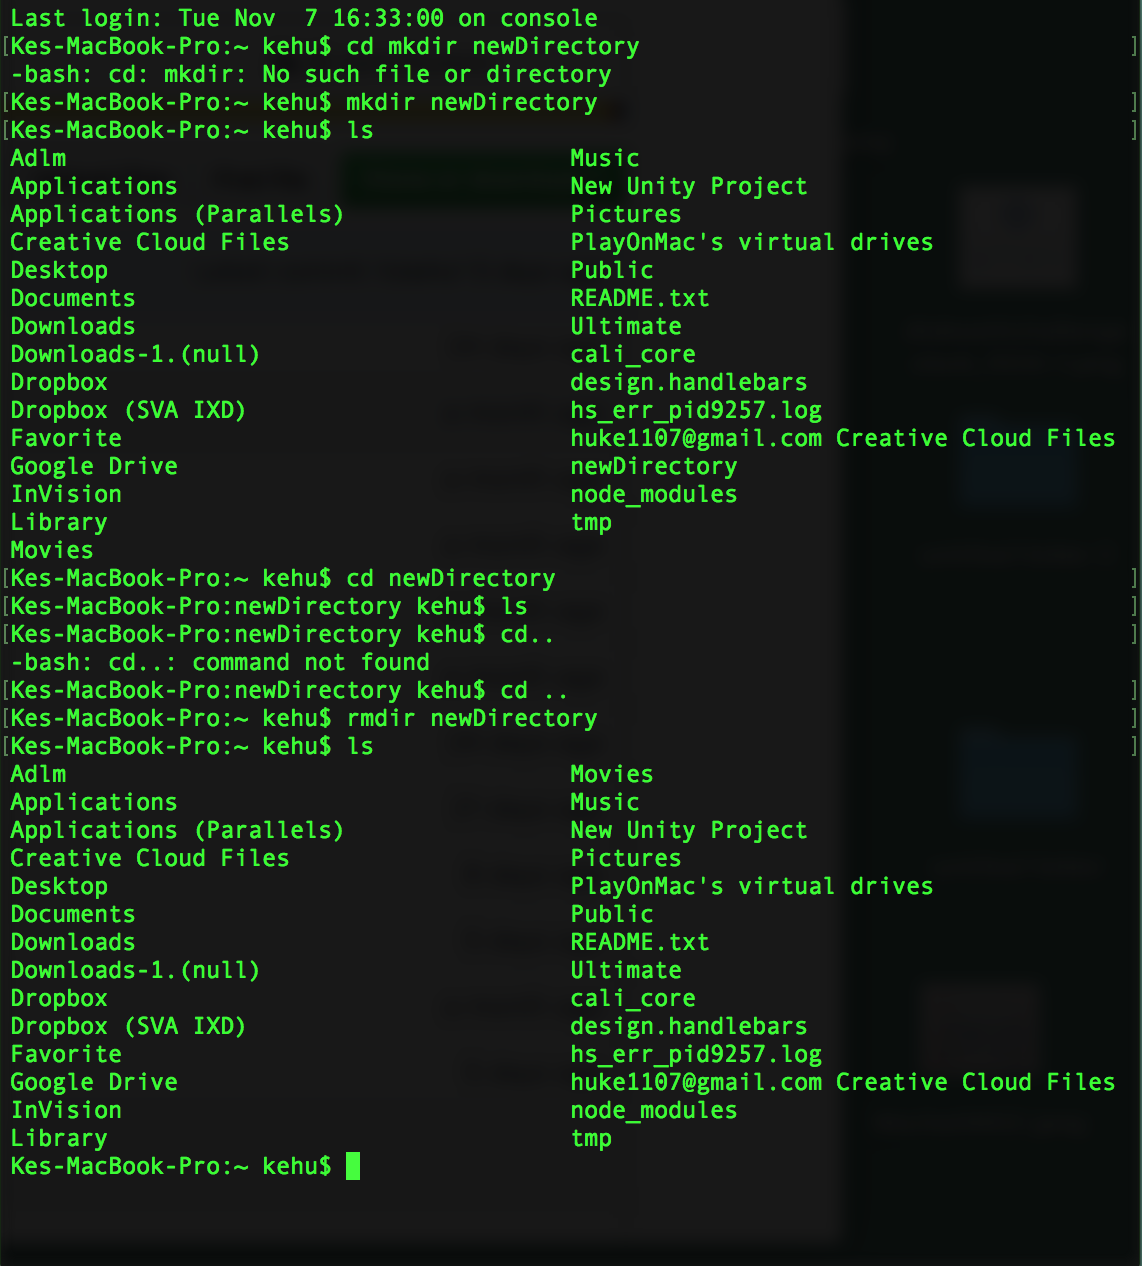 Last login: Tue Nov  7 16:33:00 on console
[Kes-MacBook-Pro:~ kehu$ cd mkdir newDirectory ]
-bash: cd: mkdir: No such file or directory
[Kes-MacBook-Pro:~ kehu$ mkdir newDirectory ]
[Kes-MacBook-Pro:~ kehu$ ls ]
Adlm Music
Applications New Unity Project
Applications (Parallels) Pictures
Creative Cloud Files PlayOnMac's virtual drives
Desktop Public
Documents README.txt
Downloads Ultimate
Downloads-1.(null) cali_core
Dropbox design.handlebars
Dropbox (SVA IXD) hs_err_pid9257.log
Favorite huke1107@gmail.com Creative Cloud Files
Google Drive newDirectory
InVision node_modules
Library tmp
Movies
[Kes-MacBook-Pro:~ kehu$ cd newDirectory ]
[Kes-MacBook-Pro:newDirectory kehu$ ls ]
[Kes-MacBook-Pro:newDirectory kehu$ cd.. ]
-bash: cd..: command not found
[Kes-MacBook-Pro:newDirectory kehu$ cd .. ]
[Kes-MacBook-Pro:~ kehu$ rmdir newDirectory ]
[Kes-MacBook-Pro:~ kehu$ ls ]
Adlm Movies
Applications Music
Applications (Parallels) New Unity Project
Creative Cloud Files Pictures
Desktop PlayOnMac's virtual drives
Documents Public
Downloads README.txt
Downloads-1.(null) Ultimate
Dropbox cali_core
Dropbox (SVA IXD) design.handlebars
Favorite hs_err_pid9257.log
Google Drive huke1107@gmail.com Creative Cloud Files
InVision node_modules
Library tmp
Kes-MacBook-Pro:~ kehu$